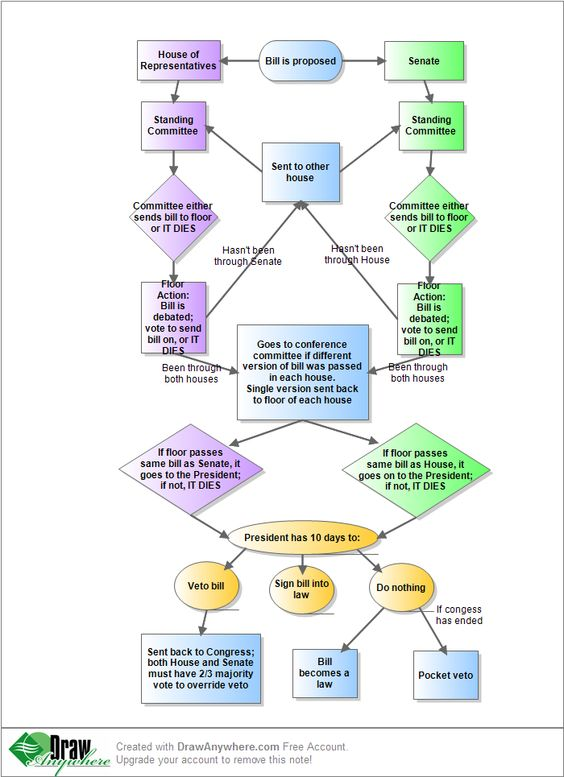 House of
Representatives
Bill is proposed
Senate
Standing
Committee
Standing
Committee
Sent to other
house
Committee either
sends bill to floor
or IT DIES
Committee either
sends bill to floor
or IT DIES
Hasn't been
through Senate
Hasn't been
through House
Floor
Action:
Bill is
debated;
vote to send
bill on, or IT
DIES
Floor
Action:
Bill is
debated;
vote to send
bill on, or IT
DIES
Been through
both houses
Goes to conference
committee if different
version of bill was passed
in each house.
Single version sent back
to floor of each house
Been through
both houses
If floor passes
same bill as Senate, it
goes to the President;
if not, IT DIES
If floor passes
same bill as House, it
goes on to the President;
if not, IT DIES
President has 10 days to:
Veto bill
Sign bill into
law
Do nothing
If congess
has ended
Sent back to Congress;
both House and Senate
must have 2/3 majority
vote to override veto
Bill
becomes a
law
Pocket veto
Draw
Anywhere
Created with DrawAnywhere.com Free Account.
Upgrade your account to remove this note!